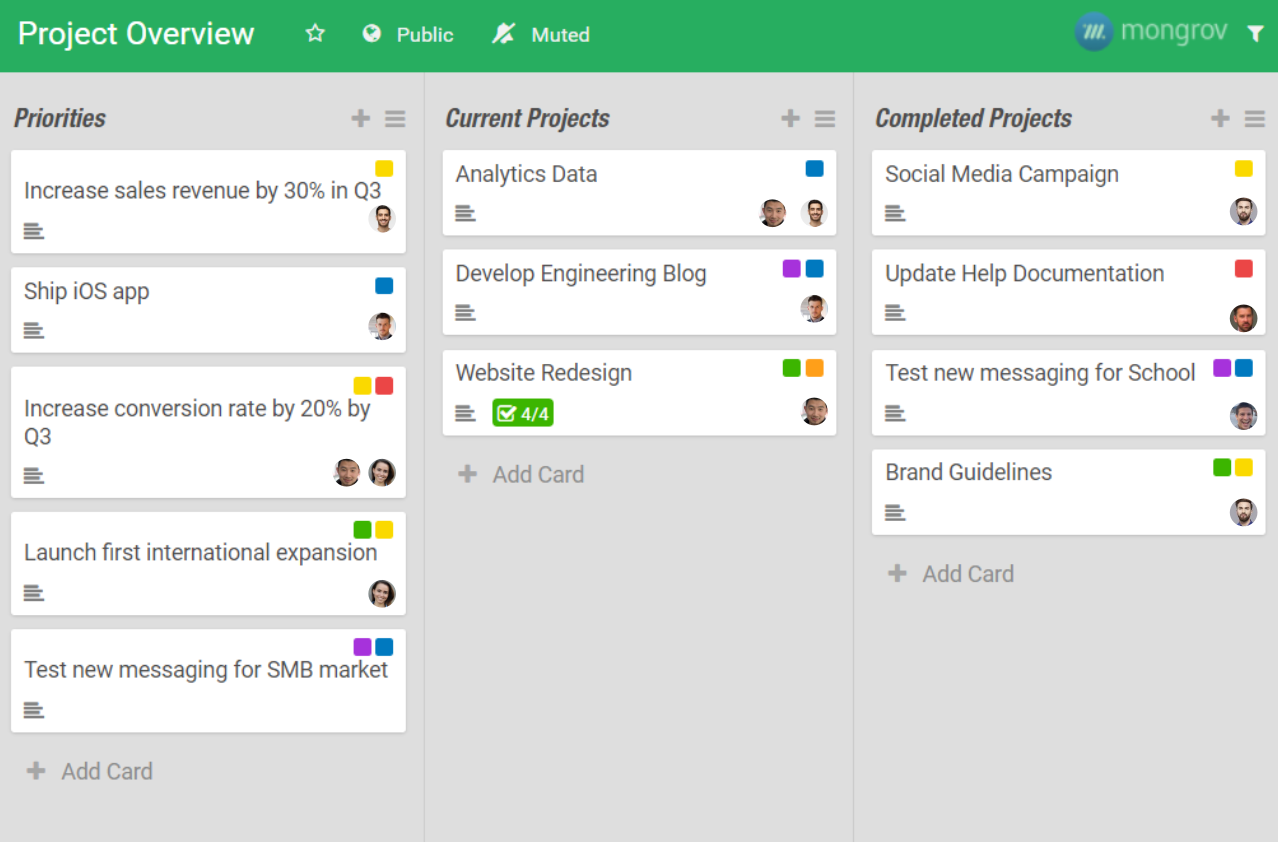 Project Overview
Public
Muted
mongrov
Priorities
Increase sales revenue by 30% in Q3
Ship iOS app
Increase conversion rate by 20% by
Q3
Launch first international expansion
Test new messaging for SMB market
Add Card
Current Projects
Analytics Data
Develop Engineering Blog
Website Redesign
4/4
Add Card
Completed Projects
Social Media Campaign
Update Help Documentation
Test new messaging for School
Brand Guidelines
Add Card